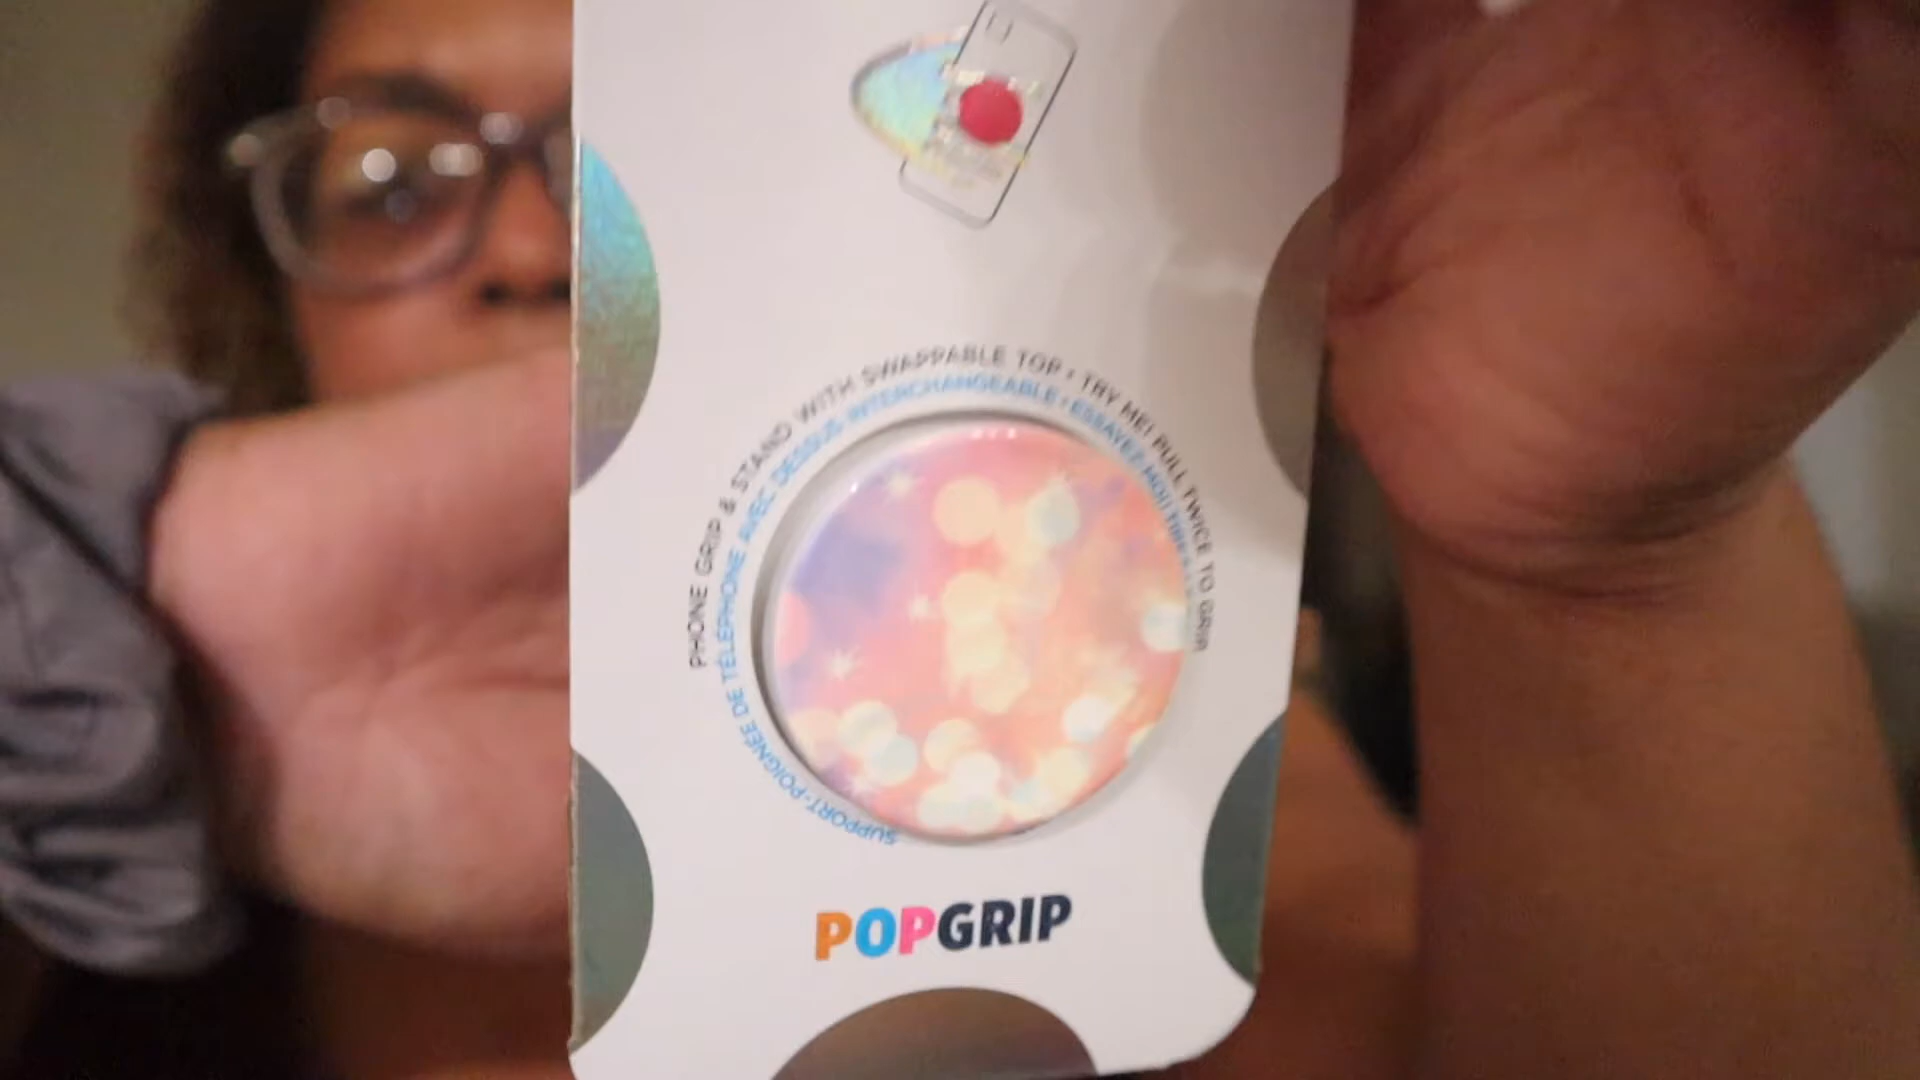 PHONE GRIP & STAND WITH SWAPPABLE TOP • TRY ME! PULL TWICE TO GRIP
SUPPORT-POIGNÉE DE TÉLÉPHONE AVEC DESSUS INTERCHANGEABLE • ESSAYEZ-MOI!
POPGRIP